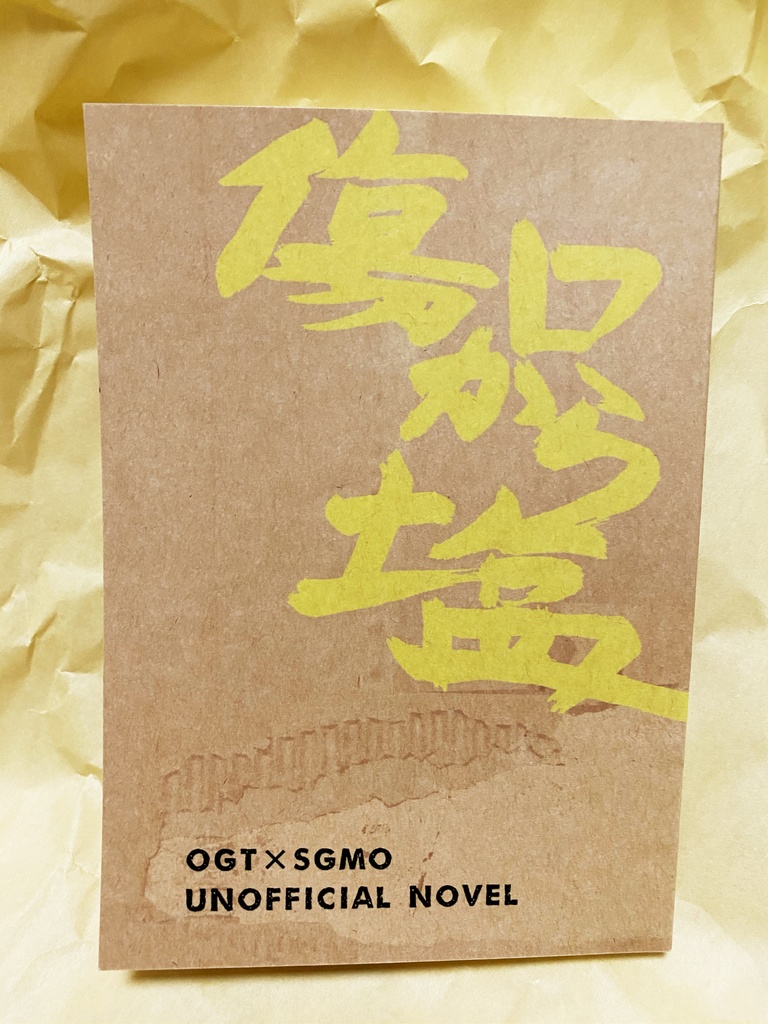 傷口
から
塩
OGT×SGMO
UNOFFICIAL NOVEL